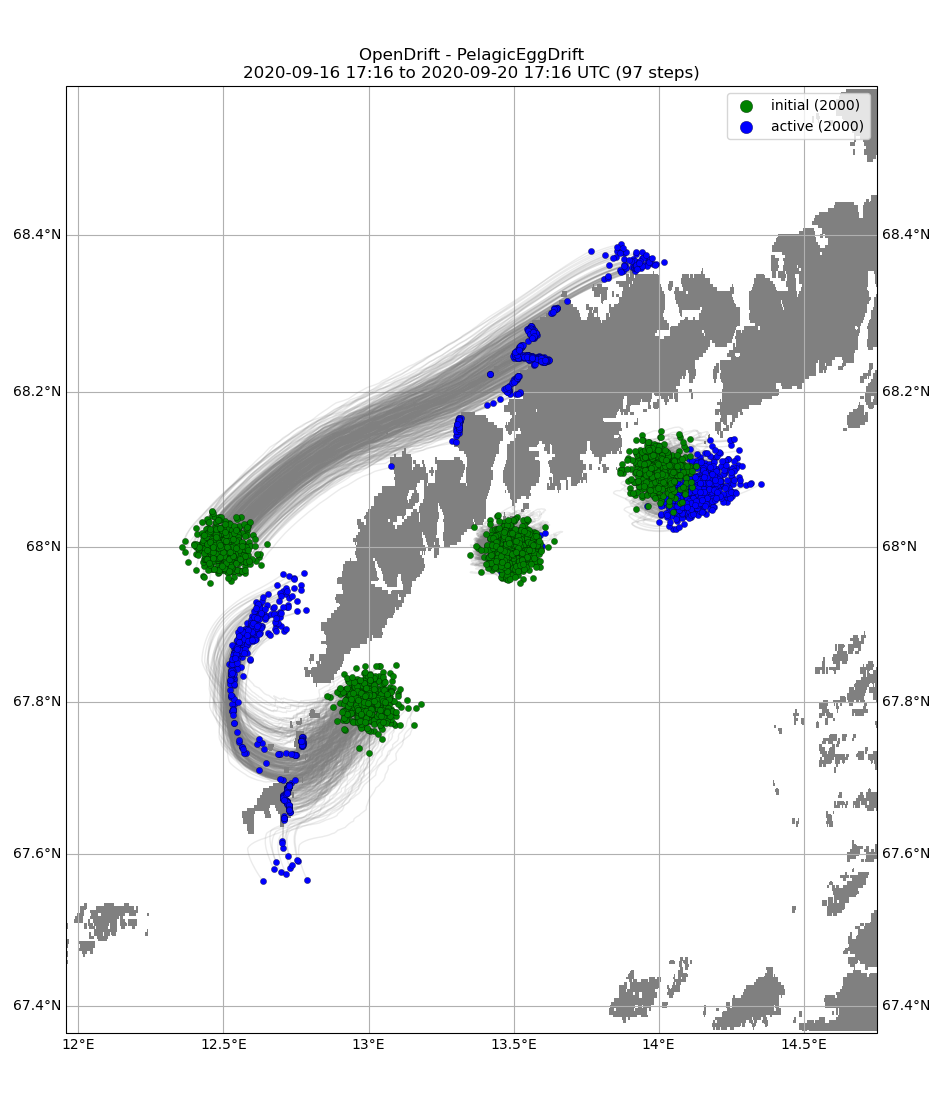 OpenDrift - PelagicEggDrift
2020-09-16 17:16 to 2020-09-20 17:16 UTC (97 steps)
initial (2000)
active (2000)
68.4°N 68.4°N
68.2°N 68.2°N
68°N 68°N
67.8°N 67.8°N
67.6°N 67.6°N
67.4°N 67.4°N
12°E 12.5°E 13°E 13.5°E 14°E 14.5°E